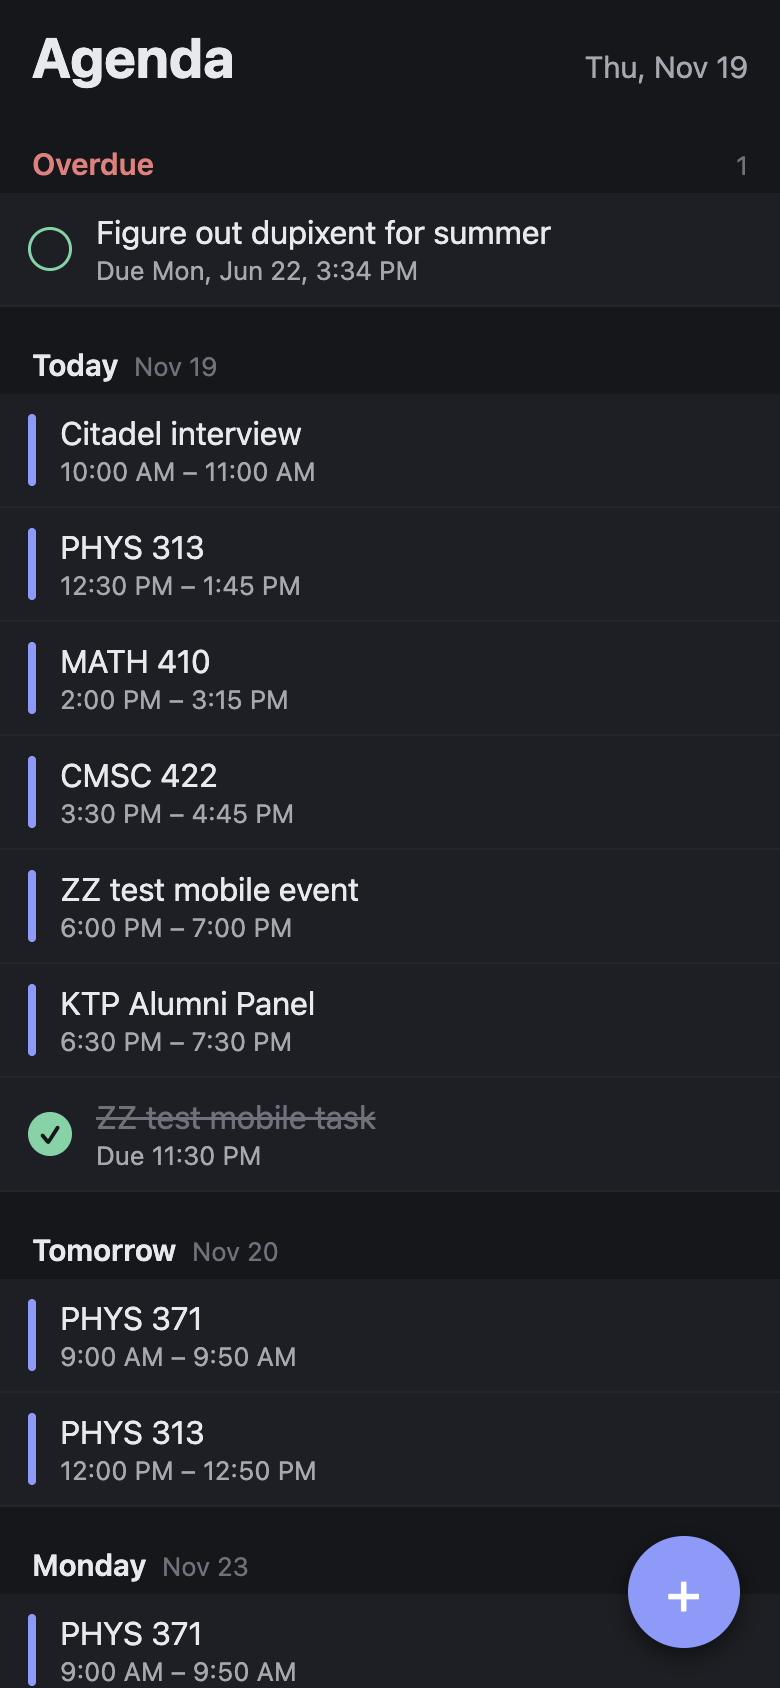 Agenda
Thu, Nov 19
Overdue
1
Figure out dupixent for summer
Due Mon, Jun 22, 3:34 PM
Today Nov 19
Citadel interview
10:00 AM – 11:00 AM
PHYS 313
12:30 PM – 1:45 PM
MATH 410
2:00 PM – 3:15 PM
CMSC 422
3:30 PM – 4:45 PM
ZZ test mobile event
6:00 PM – 7:00 PM
KTP Alumni Panel
6:30 PM – 7:30 PM
ZZ test mobile task
Due 11:30 PM
Tomorrow Nov 20
PHYS 371
9:00 AM – 9:50 AM
PHYS 313
12:00 PM – 12:50 PM
Monday Nov 23
PHYS 371
9:00 AM – 9:50 AM
+